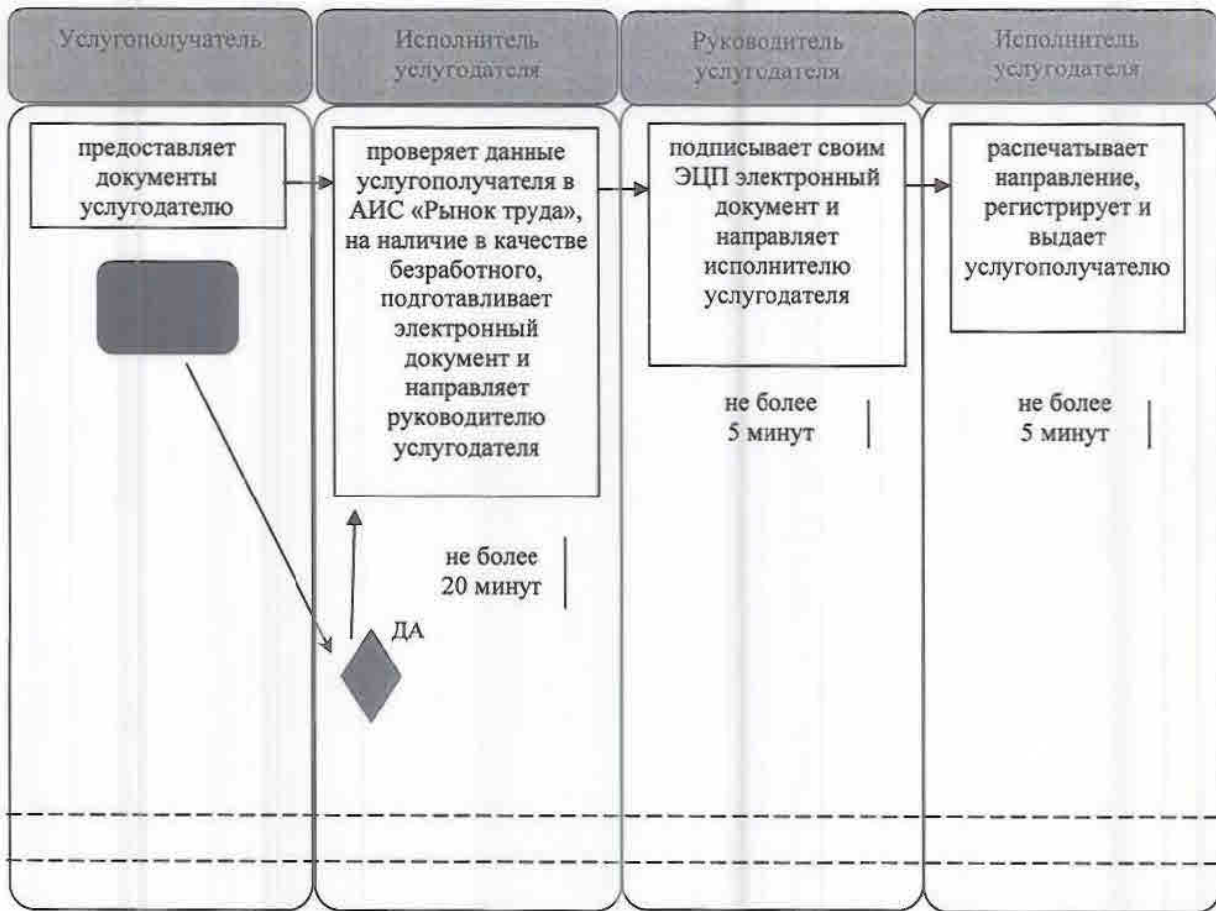 Услугополучатель
Исполнитель
услугодателя
Руководитель
услугодателя
Исполнитель
услугодателя
предоставляет
документы
услугодателю
проверяет данные
услугополучателя в
АИС «Рынок труда»,
на наличие в качестве
безработного,
подготавливает
электронный
документ и
направляет
руководителю
услугодателя
подписывает своим
ЭЦП электронный
документ и
направляет
исполнителю
услугодателя
распечатывает
направление,
регистрирует и
выдает
услугополучателю
не более
20 минут
не более
5 минут
не более
5 минут
ДА